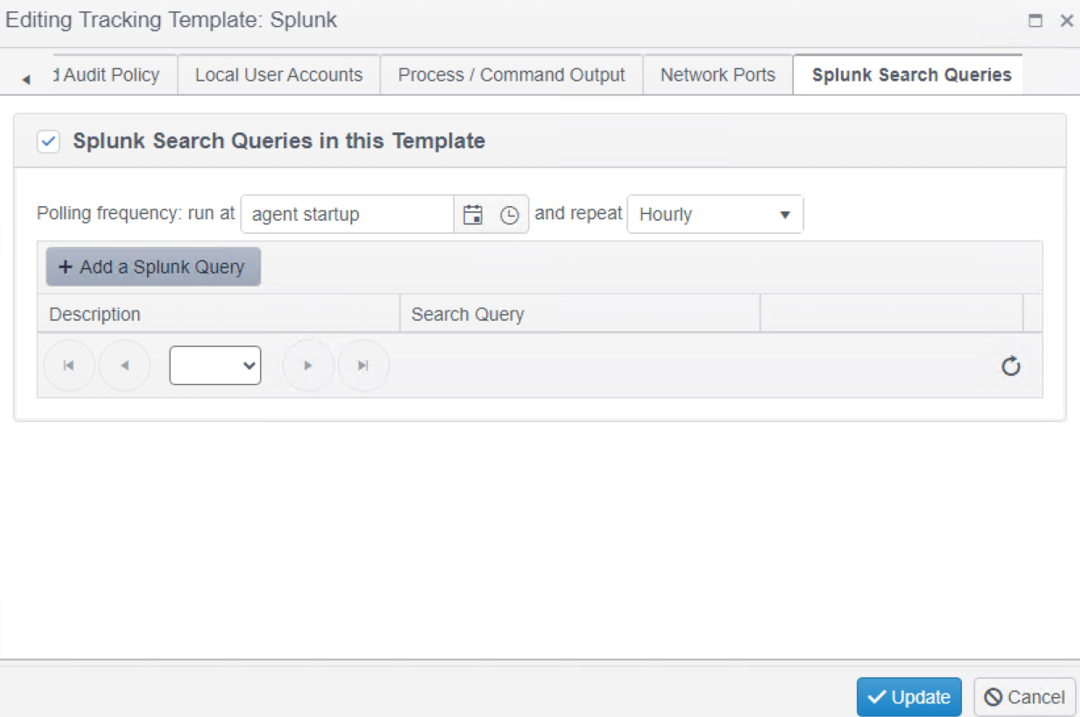 Editing Tracking Template: Splunk
d Audit Policy Local User Accounts Process / Command Output Network Ports Splunk Search Queries
Splunk Search Queries in this Template
Polling frequency: run at agent startup and repeat Hourly
+ Add a Splunk Query
Description Search Query
Update Cancel